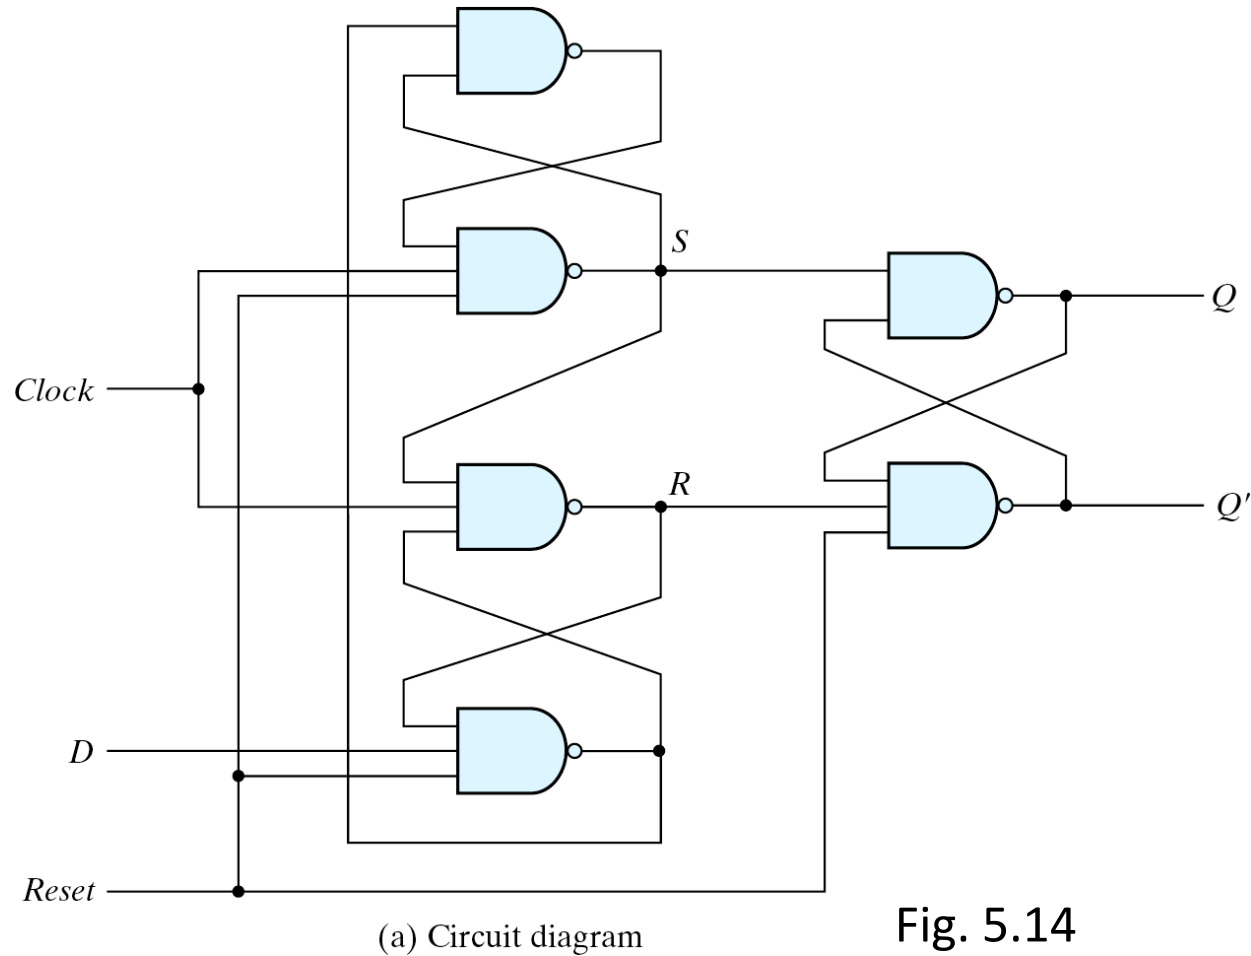 S
Q
Clock
R
Q'
D
Reset
(a) Circuit diagram
Fig. 5.14